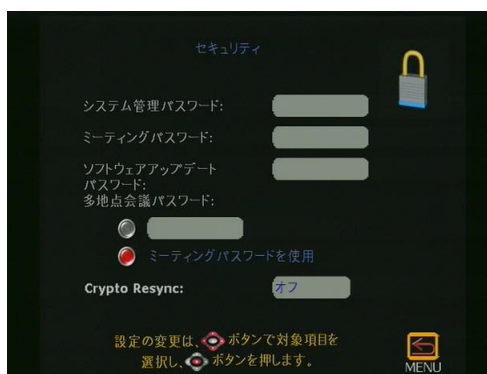 セキュリティ
システム管理パスワード:
ミーティングパスワード:
ソフトウェアアップデート
パスワード:
多地点会議パスワード:
ミーティングパスワードを使用
Crypto Resync: オフ
設定の変更は、ボタンで対象項目を
選択し、ボタンを押します。
MENU